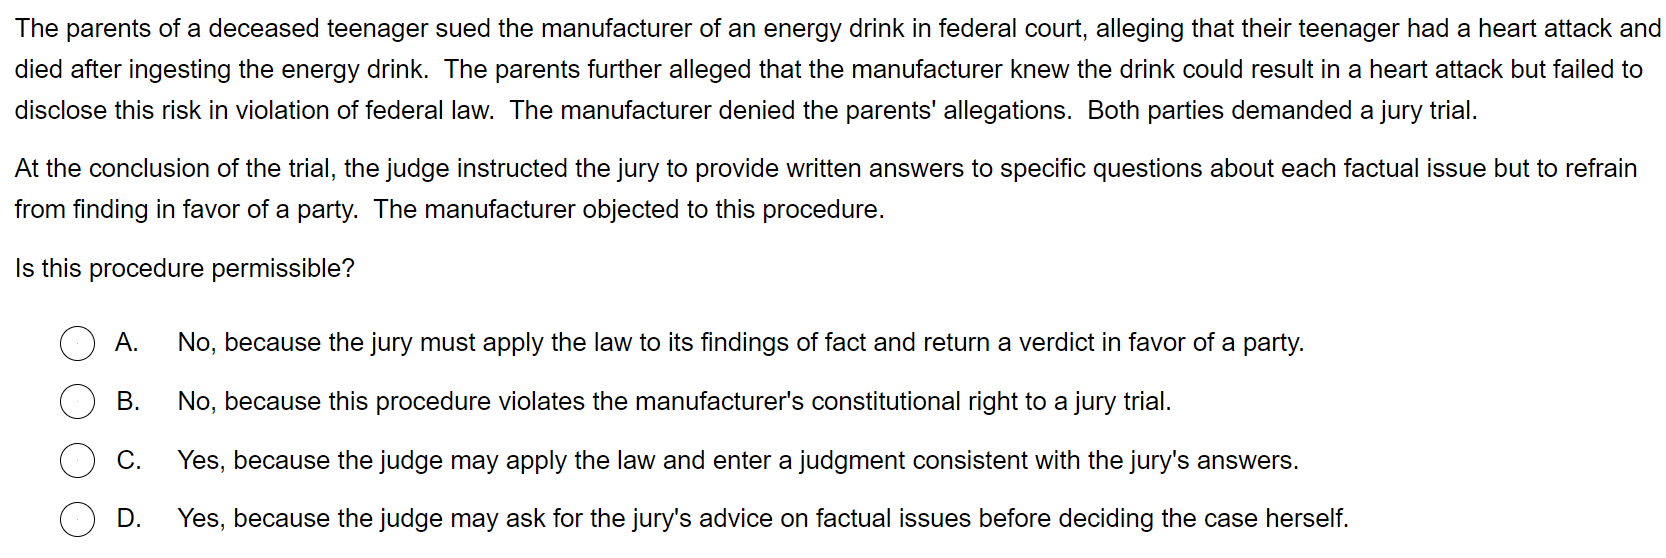 The parents of a deceased teenager sued the manufacturer of an energy drink in federal court, alleging that their teenager had a heart attack and
died after ingesting the energy drink.  The parents further alleged that the manufacturer knew the drink could result in a heart attack but failed to
disclose this risk in violation of federal law.  The manufacturer denied the parents' allegations.  Both parties demanded a jury trial.
At the conclusion of the trial, the judge instructed the jury to provide written answers to specific questions about each factual issue but to refrain
from finding in favor of a party.  The manufacturer objected to this procedure.
Is this procedure permissible?
A. No, because the jury must apply the law to its findings of fact and return a verdict in favor of a party.
B. No, because this procedure violates the manufacturer's constitutional right to a jury trial.
C. Yes, because the judge may apply the law and enter a judgment consistent with the jury's answers.
D. Yes, because the judge may ask for the jury's advice on factual issues before deciding the case herself.